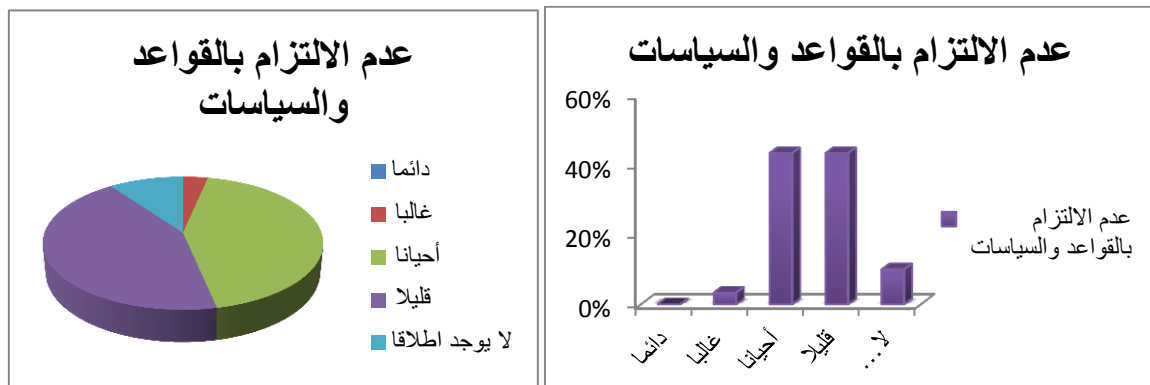 عدم الالتزام بالقواعد
والسياسات
دائما
غالبا
أحيانا
قليلا
لا يوجد اطلاقا
عدم الالتزام بالقواعد والسياسات
60%
40%
20%
0%
دائما
غالبا
أحيانا
قليلا
لا...
عدم الالتزام
بالقواعد والسياسات